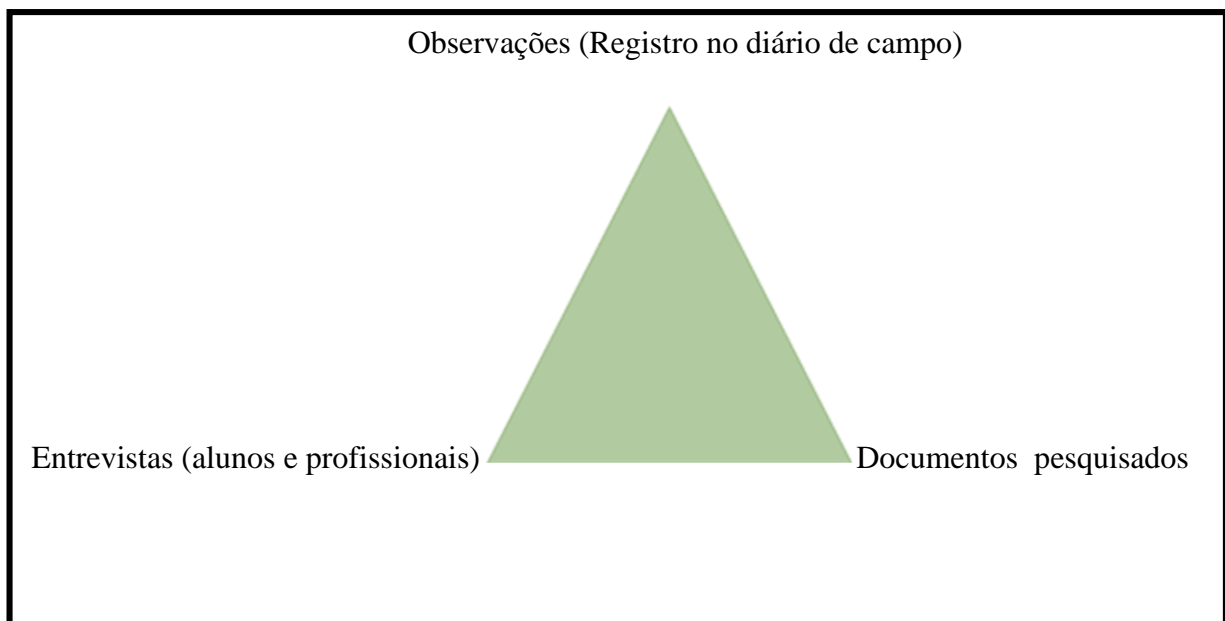 Observações (Registro no diário de campo)
Entrevistas (alunos e profissionais)
Documentos pesquisados